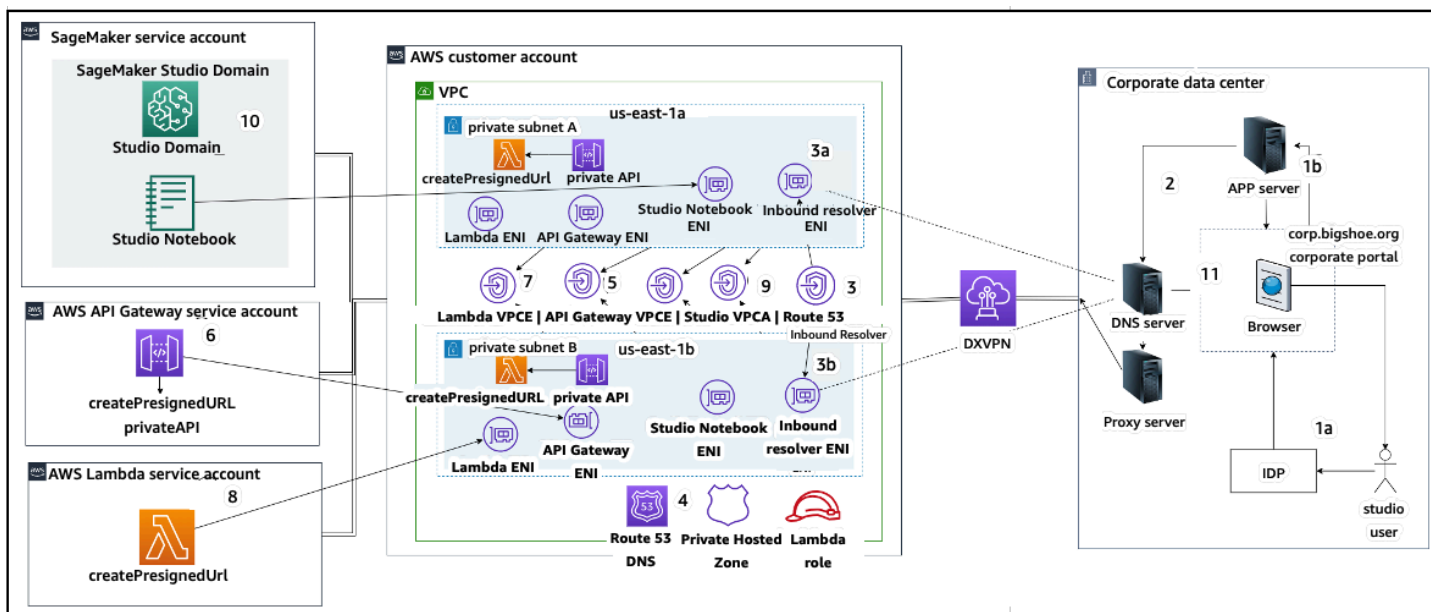 SageMaker service account
SageMaker Studio Domain
10
Studio Domain
Studio Notebook
AWS API Gateway service account
6
createPresignedURL
privateAPI
AWS Lambda service account
8
createPresignedUrl
aws
AWS customer account
VPC
us-east-1a
private subnet A
3a
createPresignedUrl
private API
Studio Notebook
ENI
Inbound resolver
ENI
Lambda ENI
API Gateway ENI
7
5
9
3
Lambda VPCE | API Gateway VPCE | Studio VPCA | Route 53
Inbound Resolver
private subnet B
us-east-1b
3b
createPresignedURL
private API
Lambda ENI
API Gateway
ENI
Studio Notebook
ENI
Inbound
resolver ENI
53
4
Route 53
DNS
Private Hosted
Zone
Lambda
role
DXVPN
Corporate data center
1b
2
APP server
corp.bigshoe.org
corporate portal
11
DNS server
Browser
Proxy server
1a
IDP
studio
user